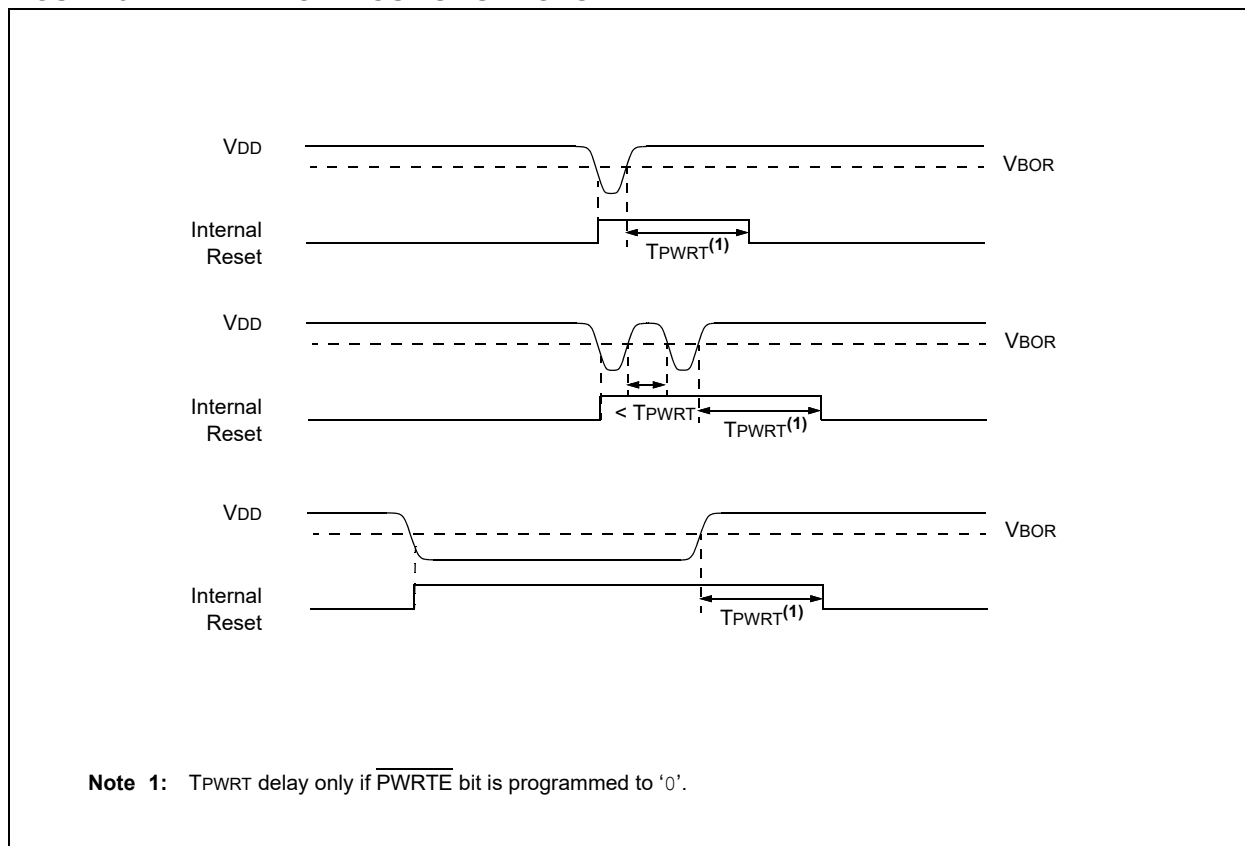 VDD
VBOR
Internal
Reset
TPWRT(1)
VDD
VBOR
Internal
Reset
< TPWRT
TPWRT(1)
VDD
VBOR
Internal
Reset
TPWRT(1)
Note 1: TPWRT delay only if PWRTE bit is programmed to ‘0’.